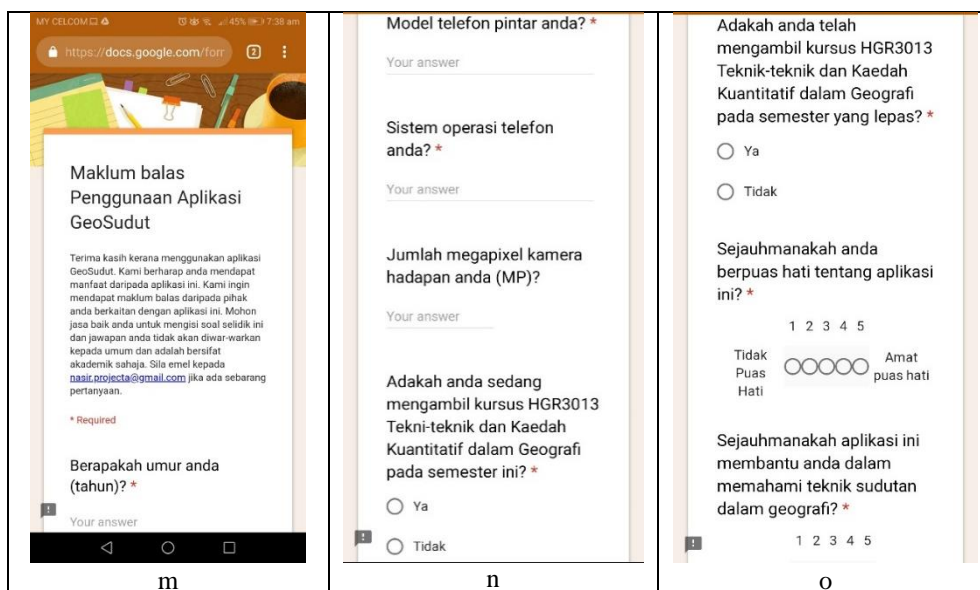 MY CELCOM 45% 7:38 am
https://docs.google.com/forr 2
Maklum balas
Penggunaan Aplikasi
GeoSudut
Terima kasih kerana menggunakan aplikasi
GeoSudut. Kami berharap anda mendapat
manfaat daripada aplikasi ini. Kami ingin
mendapat maklum balas daripada pihak
anda berkaitan dengan aplikasi ini. Mohon
jasa baik anda untuk mengisi soal selidik ini
dan jawapan anda tidak akan diwar-warkan
kepada umum dan adalah bersifat
akademik sahaja. Sila emel kepada
nasir.projecta@gmail.com jika ada sebarang
pertanyaan.
* Required
Berapakah umur anda
(tahun)? *
Your answer
m
Model telefon pintar anda? *
Your answer
Sistem operasi telefon
anda? *
Your answer
Jumlah megapixel kamera
hadapan anda (MP)?
Your answer
Adakah anda sedang
mengambil kursus HGR3013
Tekni-teknik dan Kaedah
Kuantitatif dalam Geografi
pada semester ini? *
Ya
Tidak
n
Adakah anda telah
mengambil kursus HGR3013
Teknik-teknik dan Kaedah
Kuantitatif dalam Geografi
pada semester yang lepas? *
Ya
Tidak
Sejauhmanakah anda
berpuas hati tentang aplikasi
ini? *
1 2 3 4 5
Tidak
Puas
Hati
Amat
puas hati
Sejauhmanakah aplikasi ini
membantu anda dalam
memahami teknik sudutan
dalam geografi? *
1 2 3 4 5
o